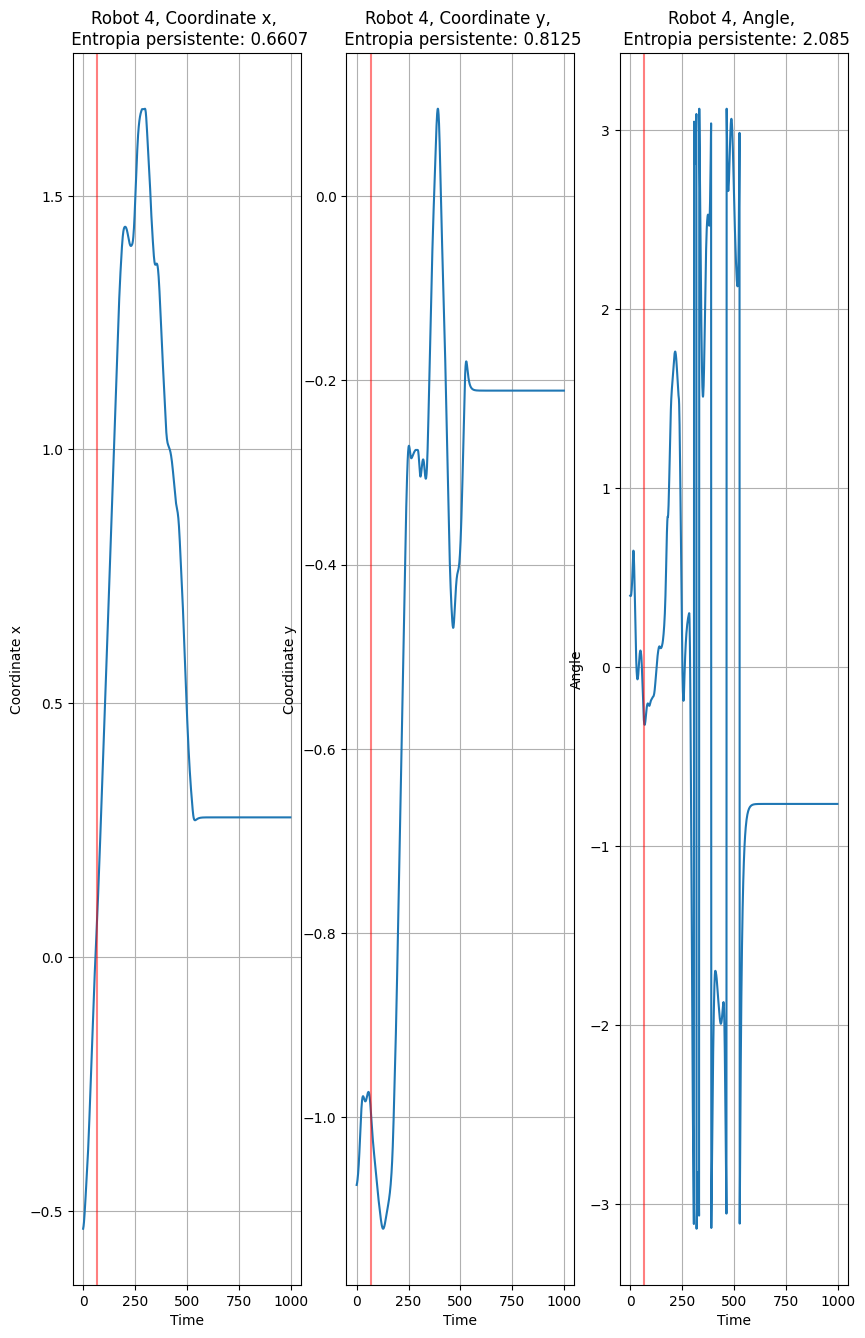 Robot 4, Coordinate x,
Entropia persistente: 0.6607
Coordinate x
1.5
1.0
0.5
0.0
−0.5
0
250
500
750
1000
Time
Robot 4, Coordinate y,
Entropia persistente: 0.8125
Coordinate y
0.0
−0.2
−0.4
−0.6
−0.8
−1.0
0
250
500
750
1000
Time
Robot 4, Angle,
Entropia persistente: 2.085
Angle
3
2
1
0
−1
−2
−3
0
250
500
750
1000
Time